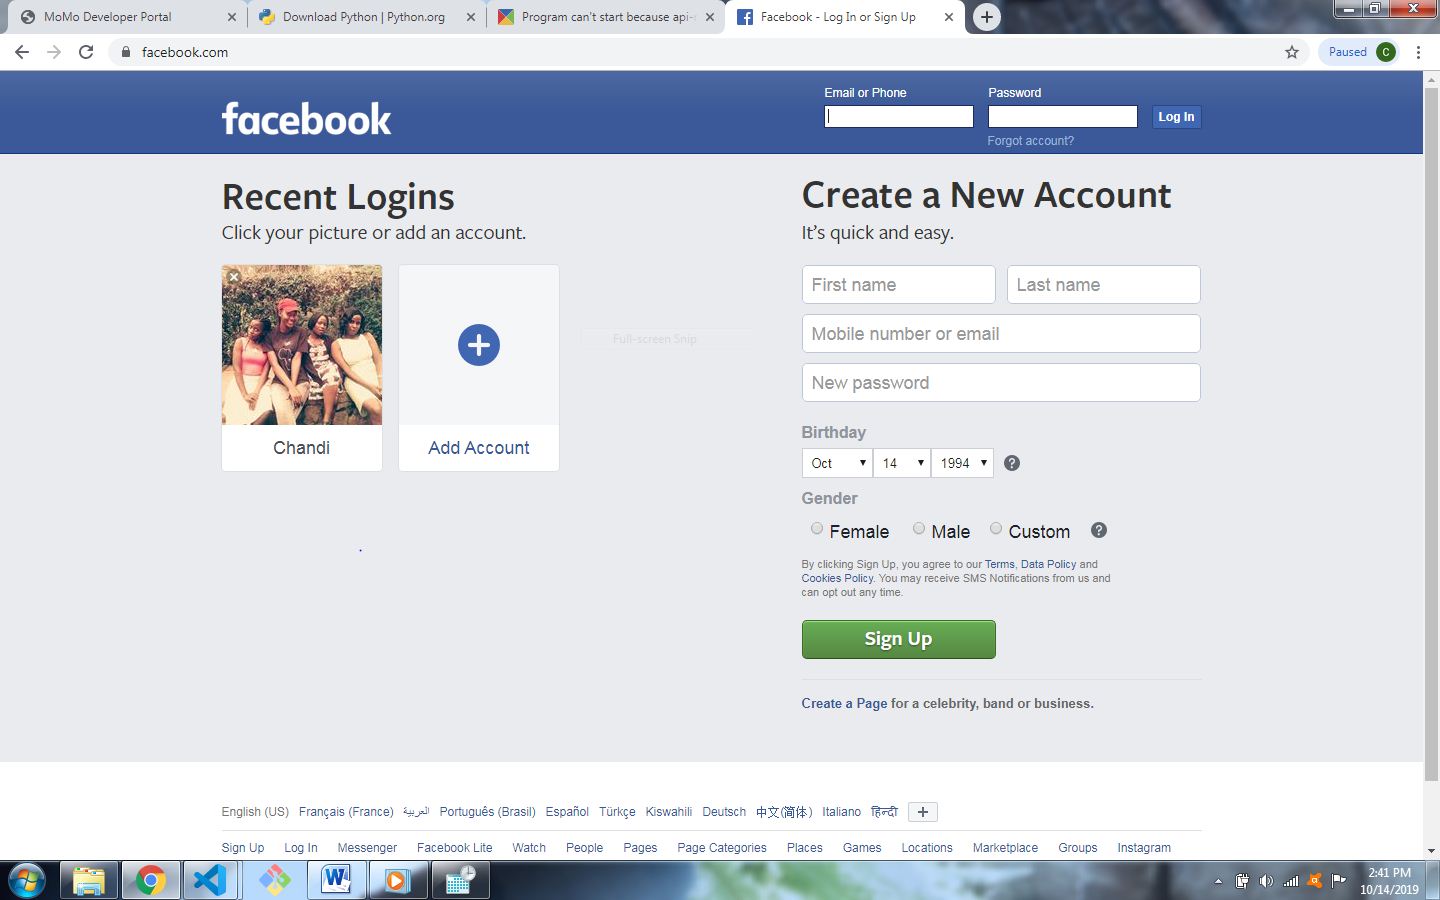 MoMo Developer Portal
Download Python | Python.org
Program can't start because api-
Facebook - Log In or Sign Up
facebook.com
Paused C
facebook
Email or Phone
Password
Log In
Forgot account?
Recent Logins
Click your picture or add an account.
Chandi
Add Account
Full-screen Snip
Create a New Account
It's quick and easy.
First name
Last name
Mobile number or email
New password
Birthday
Oct 14 1994
Gender
Female Male Custom
By clicking Sign Up, you agree to our Terms, Data Policy and
Cookies Policy. You may receive SMS Notifications from us and
can opt out any time.
Sign Up
Create a Page for a celebrity, band or business.
English (US) Français (France) العربية Português (Brasil) Español Türkçe Kiswahili Deutsch 中文(简体) Italiano हिन्दी
Sign Up Log In Messenger Facebook Lite Watch People Pages Page Categories Places Games Locations Marketplace Groups Instagram
2:41 PM
10/14/2019